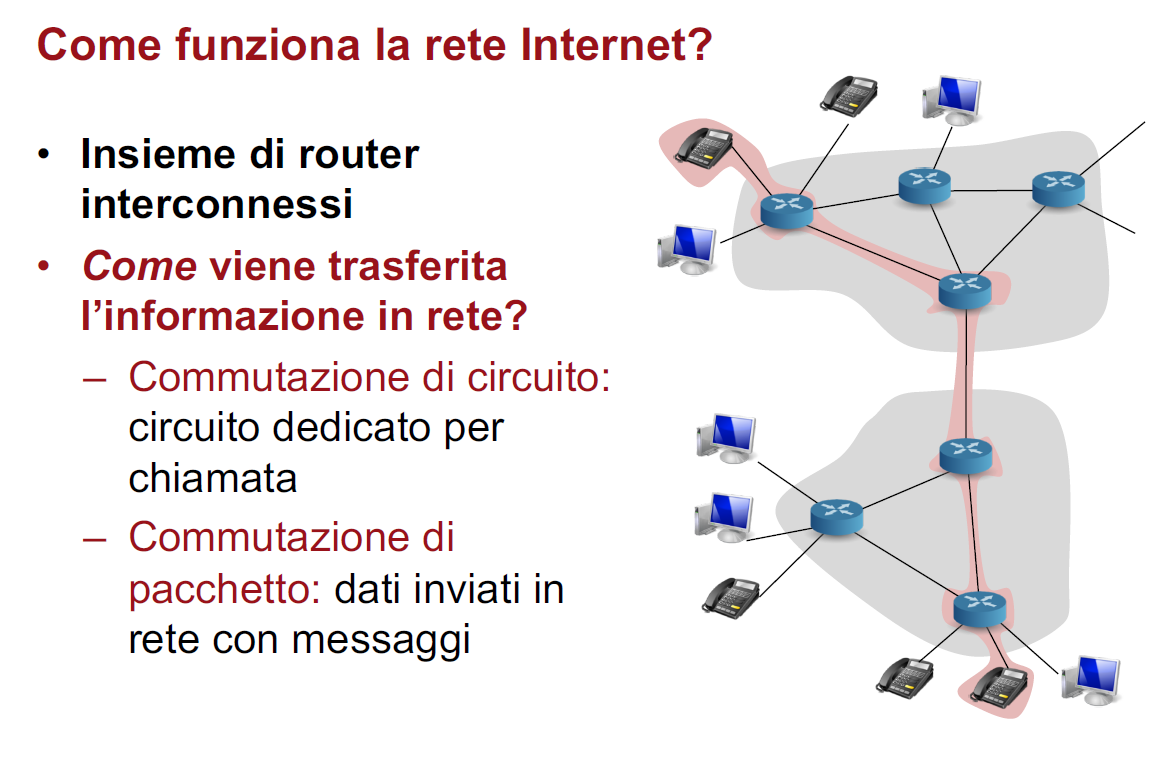 Come funziona la rete Internet?
• Insieme di router
interconnessi
• Come viene trasferita
l’informazione in rete?
– Commutazione di circuito:
circuito dedicato per
chiamata
– Commutazione di
pacchetto: dati inviati in
rete con messaggi